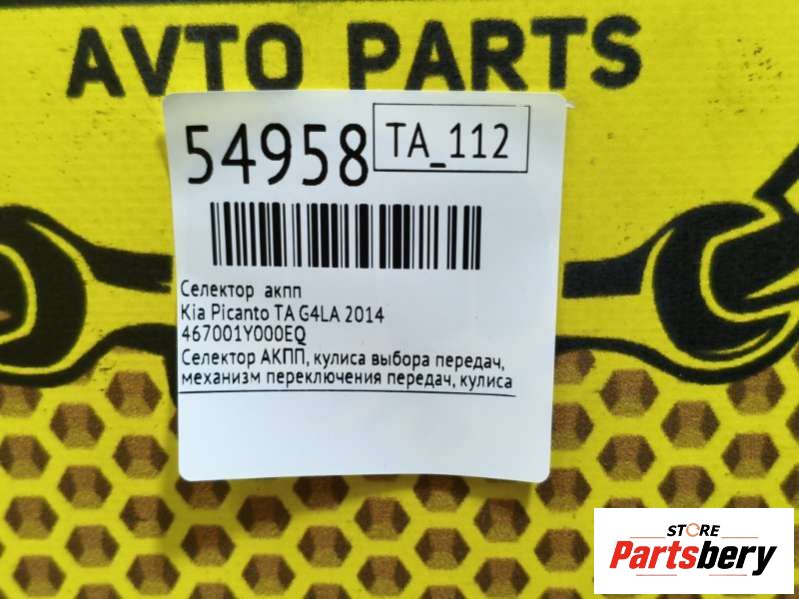 AVTO PARTS
54958
TA_112
Селектор акпп
Kia Picanto TA G4LA 2014
467001Y000EQ
Селектор АКПП, кулиса выбора передач,
механизм переключения передач, кулиса
STORE
Partsbery